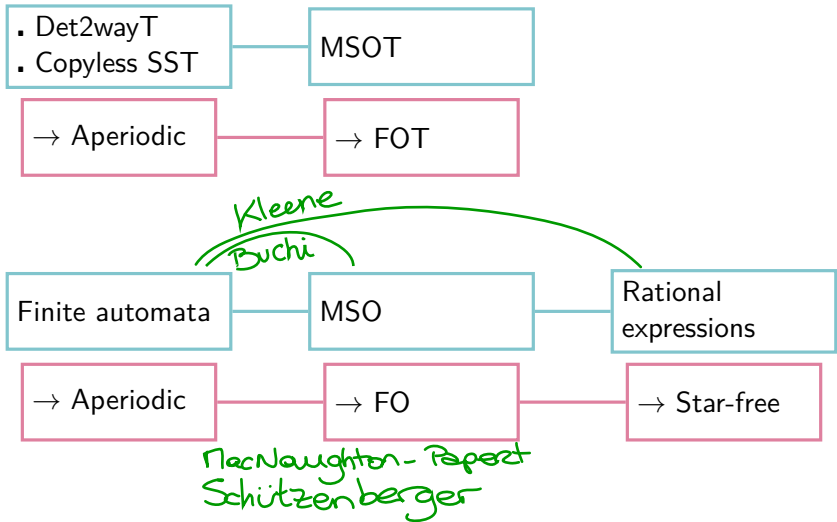 . Det2wayT
. Copyless SST
MSOT
→ Aperiodic
→ FOT
Kleene
Buchi
Finite automata
MSO
Rational
expressions
→ Aperiodic
→ FO
→ Star-free
MacNaughton-Papert
Schützenberger